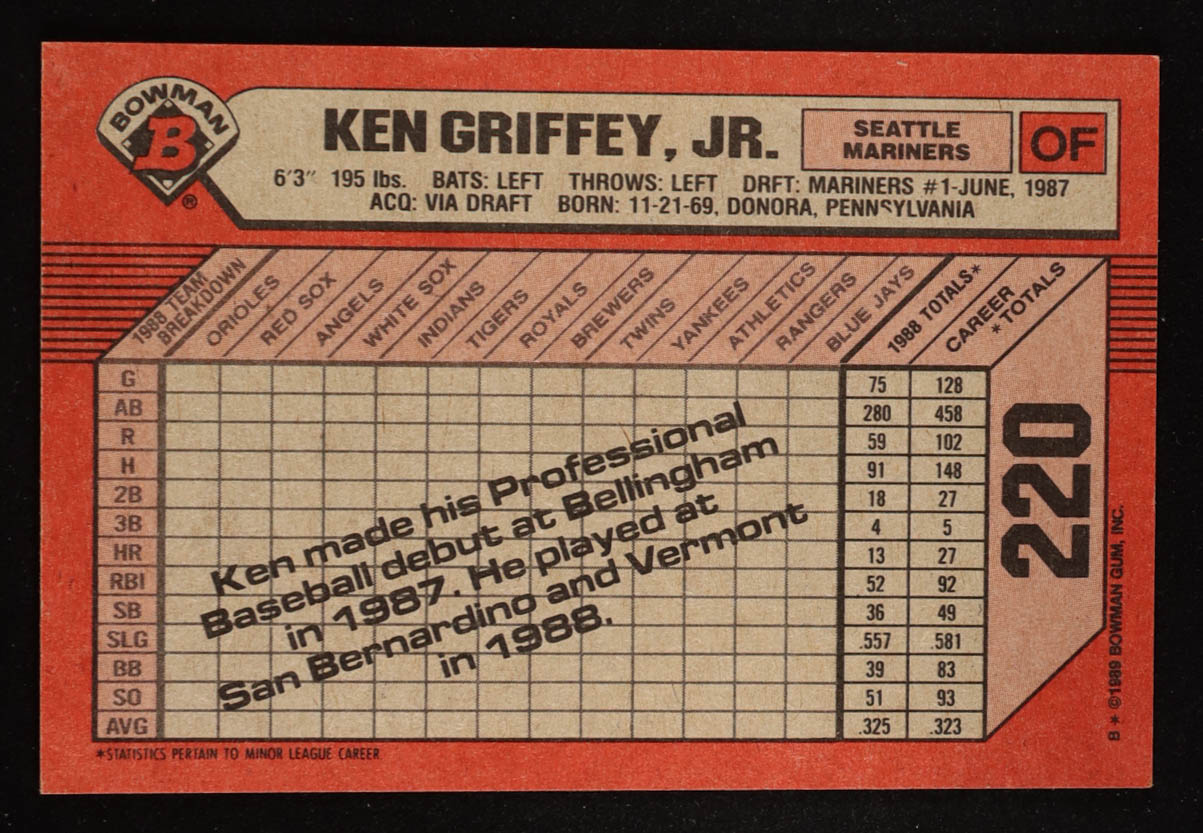 BOWMAN
B
®
KEN GRIFFEY, JR.
SEATTLE
MARINERS
OF
6'3" 195 lbs. BATS: LEFT THROWS: LEFT DRFT: MARINERS #1-JUNE, 1987
ACQ: VIA DRAFT BORN: 11-21-69, DONORA, PENNSYLVANIA
1988 TEAM
BREAKDOWN
ORIOLES
RED SOX
ANGELS
WHITE SOX
INDIANS
TIGERS
ROYALS
BREWERS
TWINS
YANKEES
ATHLETICS
RANGERS
BLUE JAYS
1988 TOTALS*
CAREER
*TOTALS
G 75 128
AB 280 458
R 59 102
H 91 148
2B 18 27
3B 4 5
HR 13 27
RBI 52 92
SB 36 49
SLG .557 .581
BB 39 83
SO 51 93
AVG .325 .323
Ken made his Professional
Baseball debut at Bellingham
in 1987. He played at
San Bernardino and Vermont
in 1988.
220
B * ©1989 BOWMAN GUM, INC.
*STATISTICS PERTAIN TO MINOR LEAGUE CAREER